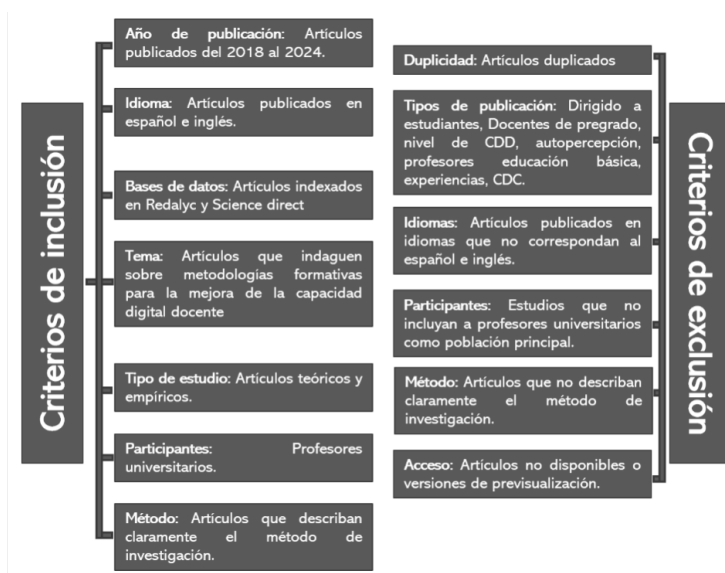 Criterios de inclusión
Año de publicación: Artículos
publicados del 2018 al 2024.
Idioma: Artículos publicados en
español e inglés.
Bases de datos: Artículos indexados
en Redalyc y Science direct
Tema: Artículos que indaguen
sobre metodologías formativas
para la mejora de la capacidad
digital docente
Tipo de estudio: Artículos teóricos y
empíricos.
Participantes: Profesores
universitarios.
Método: Artículos que describan
claramente el método de
investigación.
Duplicidad: Artículos duplicados
Tipos de publicación: Dirigido a
estudiantes, Docentes de pregrado,
nivel de CDD, autopercepción,
profesores educación básica,
experiencias, CDC.
Idiomas: Artículos publicados en
idiomas que no correspondan al
español e inglés.
Participantes: Estudios que no
incluyan a profesores universitarios
como población principal.
Método: Artículos que no describan
claramente el método de
investigación.
Acceso: Artículos no disponibles o
versiones de previsualización.
Criterios de exclusión